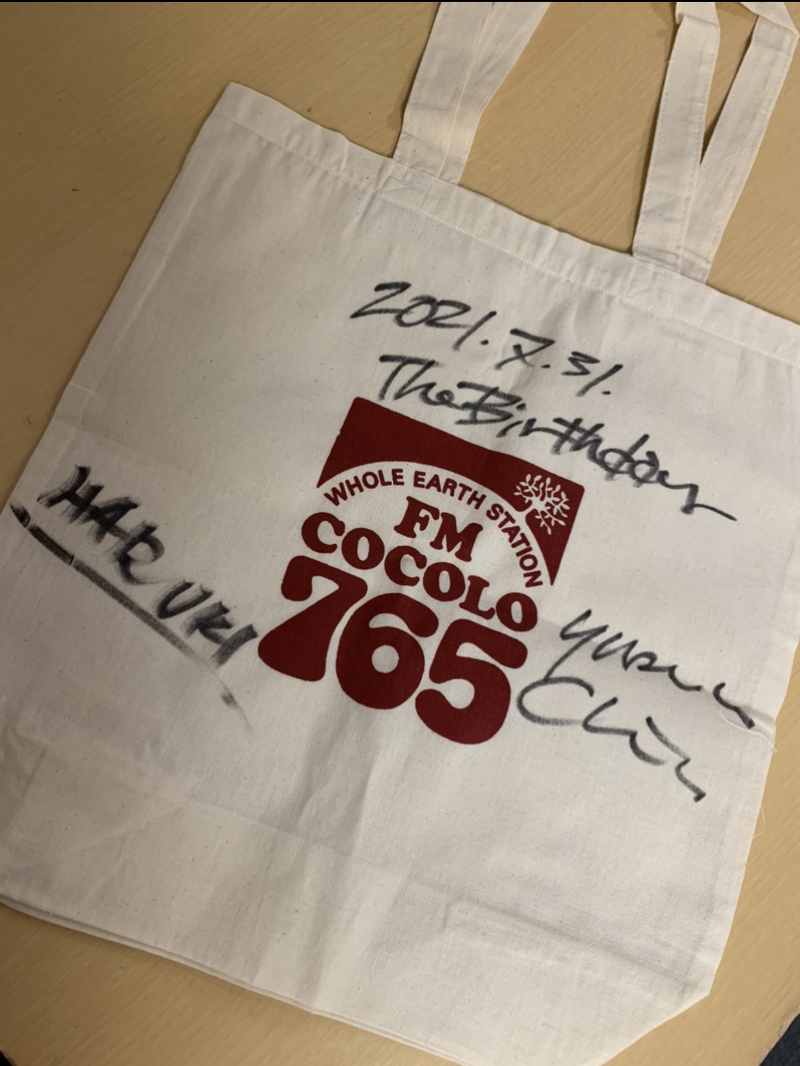 2021.7.31.
The Birthday
WHOLE EARTH STATION
FM
COCOLO
765
HARUKI
Yusuke
Chiba